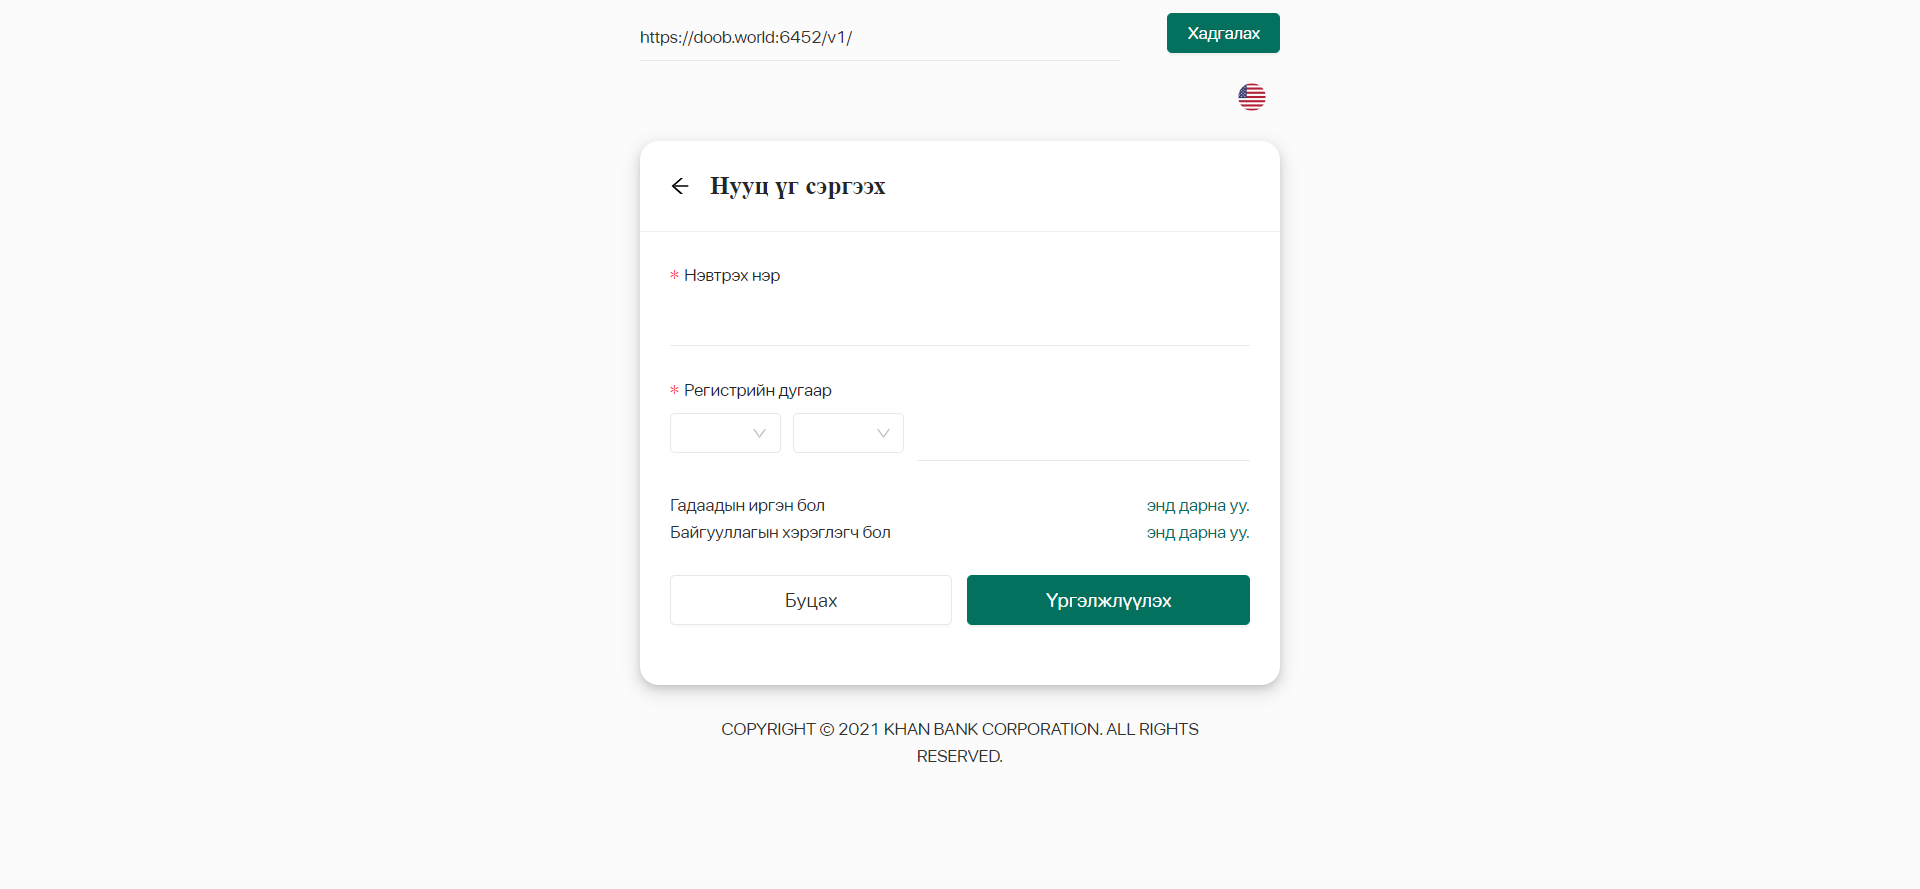 https://doob.world:6452/v1/
Хадгалах
Нууц үг сэргээх
* Нэвтрэх нэр
* Регистрийн дугаар
Гадаадын иргэн бол энд дарна уу.
Байгууллагын хэрэглэгч бол энд дарна уу.
Буцах Үргэлжлүүлэх
COPYRIGHT © 2021 KHAN BANK CORPORATION. ALL RIGHTS
RESERVED.